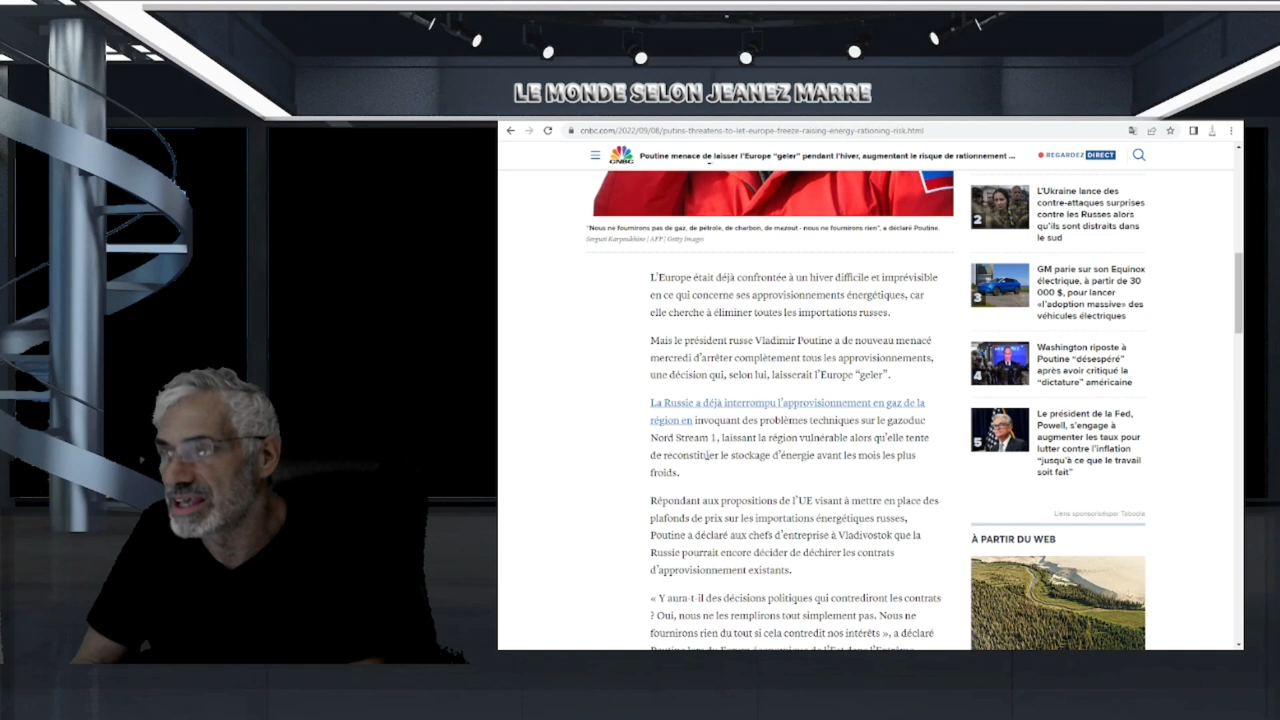 LE MONDE SELON JEANEZ MARRE
cnbc.com/2022/09/08/putins-threatens-to-let-europe-freeze-raising-energy-rationing-risk.html
CNBC
Poutine menace de laisser l'Europe "geler" pendant l'hiver, augmentant le risque de rationnement ...
REGARDEZ DIRECT
"Nous ne fournirons pas de gaz, de pétrole, de charbon, de mazout - nous ne fournirons rien", a déclaré Poutine.
Sergueï Karpoukhine | AFP | Getty Images
L'Europe était déjà confrontée à un hiver difficile et imprévisible
en ce qui concerne ses approvisionnements énergétiques, car
elle cherche à éliminer toutes les importations russes.
Mais le président russe Vladimir Poutine a de nouveau menacé
mercredi d'arrêter complètement tous les approvisionnements,
une décision qui, selon lui, laisserait l'Europe "geler".
La Russie a déjà interrompu l'approvisionnement en gaz de la
région en invoquant des problèmes techniques sur le gazoduc
Nord Stream 1, laissant la région vulnérable alors qu'elle tente
de reconstituer le stockage d'énergie avant les mois les plus
froids.
Répondant aux propositions de l'UE visant à mettre en place des
plafonds de prix sur les importations énergétiques russes,
Poutine a déclaré aux chefs d'entreprise à Vladivostok que la
Russie pourrait encore décider de déchirer les contrats
d'approvisionnement existants.
« Y aura-t-il des décisions politiques qui contrediront les contrats
? Oui, nous ne les remplirons tout simplement pas. Nous ne
fournirons rien du tout si cela contredit nos intérêts », a déclaré
2
L'Ukraine lance des
contre-attaques surprises
contre les Russes alors
qu'ils sont distraits dans
le sud
3
GM parie sur son Equinox
électrique, à partir de 30
000 $, pour lancer
«l'adoption massive» des
véhicules électriques
4
Washington riposte à
Poutine "désespéré"
après avoir critiqué la
"dictature" américaine
5
Le président de la Fed,
Powell, s'engage à
augmenter les taux pour
lutter contre l'inflation
"jusqu'à ce que le travail
soit fait"
Liens sponsorisés par Taboola
À PARTIR DU WEB